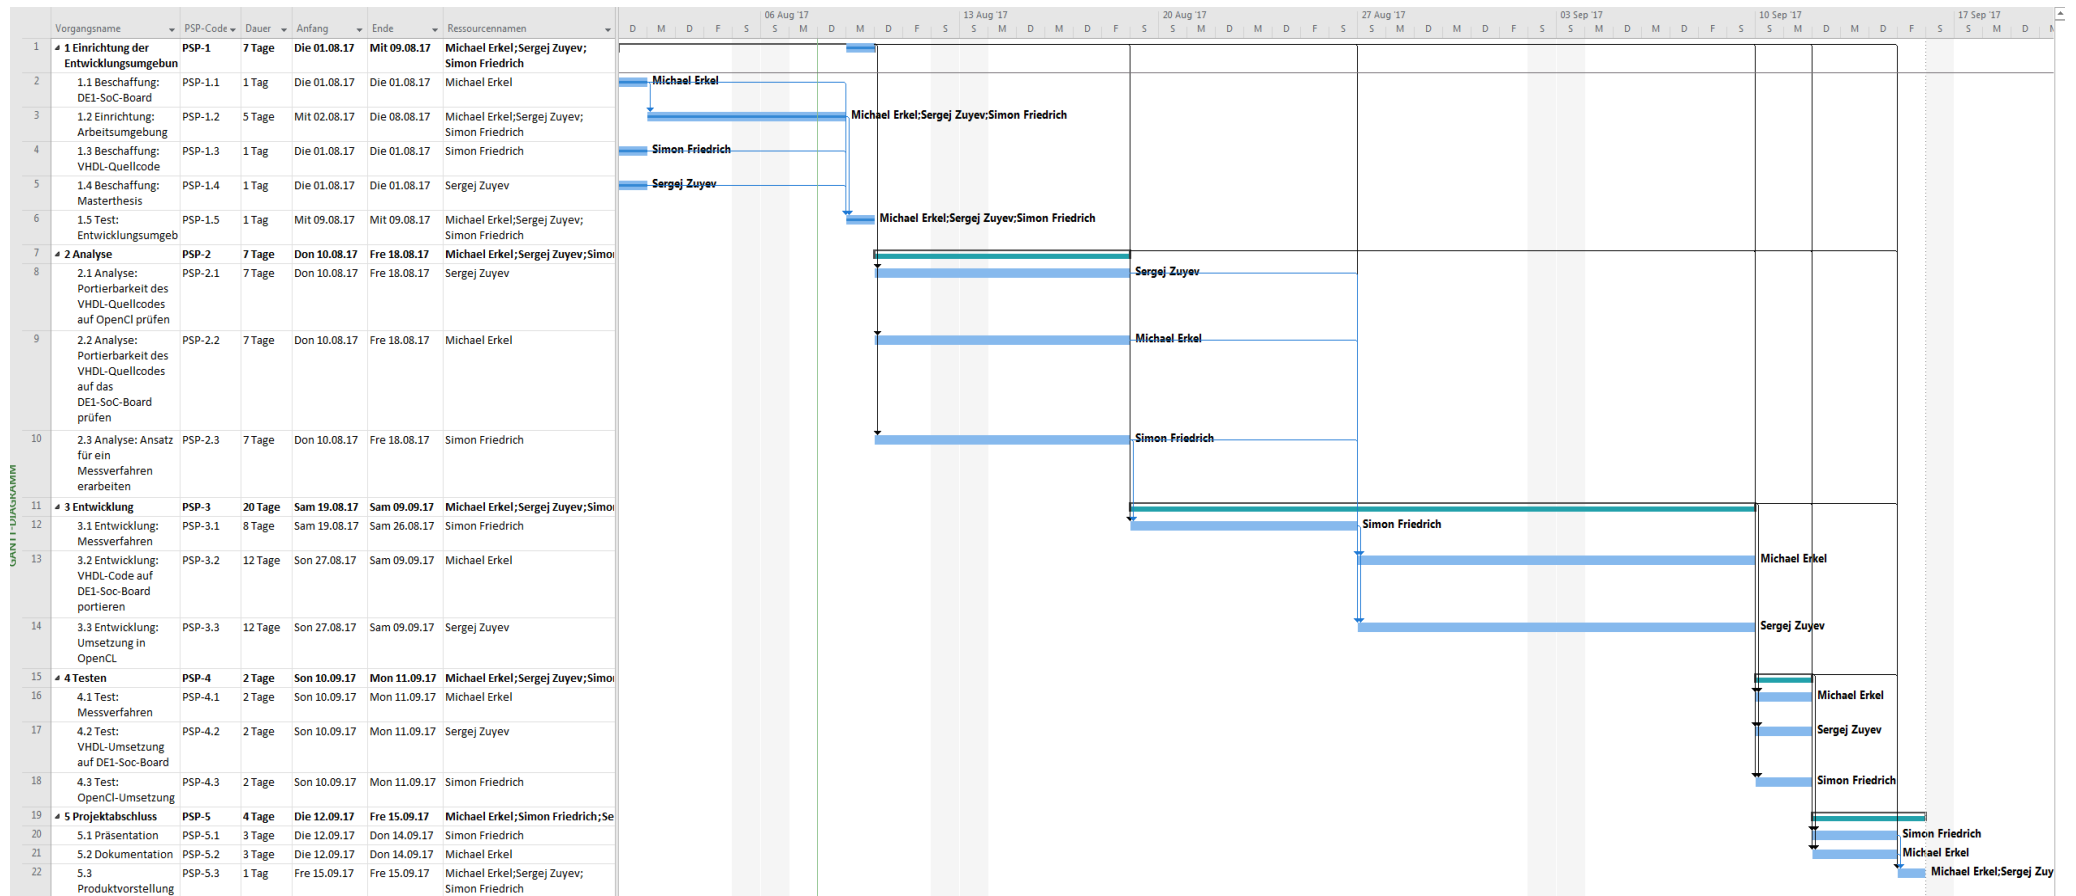 06 Aug '17 13 Aug '17 20 Aug '17 27 Aug '17 03 Sep '17 10 Sep '17 17 Sep '17
Vorgangsname PSP-Code Dauer Anfang Ende Ressourcennamen D M D F S S M D M D F S S M D M D F S S M D M D F S S M D M D F S S M D M D F S S M D M D F S S M D
1 1 Einrichtung der PSP-1 7 Tage Die 01.08.17 Mit 09.08.17 Michael Erkel;Sergej Zuyev;
Entwicklungsumgebun Simon Friedrich
2 1.1 Beschaffung: PSP-1.1 1 Tag Die 01.08.17 Die 01.08.17 Michael Erkel Michael Erkel
DE1-SoC-Board
3 1.2 Einrichtung: PSP-1.2 5 Tage Mit 02.08.17 Die 08.08.17 Michael Erkel;Sergej Zuyev; Michael Erkel;Sergej Zuyev;Simon Friedrich
Arbeitsumgebung Simon Friedrich
4 1.3 Beschaffung: PSP-1.3 1 Tag Die 01.08.17 Die 01.08.17 Simon Friedrich Simon Friedrich
VHDL-Quellcode
5 1.4 Beschaffung: PSP-1.4 1 Tag Die 01.08.17 Die 01.08.17 Sergej Zuyev Sergej Zuyev
Masterthesis
6 1.5 Test: PSP-1.5 1 Tag Mit 09.08.17 Mit 09.08.17 Michael Erkel;Sergej Zuyev; Michael Erkel;Sergej Zuyev;Simon Friedrich
Entwicklungsumgeb Simon Friedrich
7 2 Analyse PSP-2 7 Tage Don 10.08.17 Fre 18.08.17 Michael Erkel;Sergej Zuyev;Simo
8 2.1 Analyse: PSP-2.1 7 Tage Don 10.08.17 Fre 18.08.17 Sergej Zuyev Sergej Zuyev
Portierbarkeit des
VHDL-Quellcodes
auf OpenCl prüfen
9 2.2 Analyse: PSP-2.2 7 Tage Don 10.08.17 Fre 18.08.17 Michael Erkel Michael Erkel
Portierbarkeit des
VHDL-Quellcodes
auf das
DE1-SoC-Board
prüfen
10 2.3 Analyse: Ansatz PSP-2.3 7 Tage Don 10.08.17 Fre 18.08.17 Simon Friedrich Simon Friedrich
für ein
Messverfahren
erarbeiten
GANTT-DIAGRAMM
11 3 Entwicklung PSP-3 20 Tage Sam 19.08.17 Sam 09.09.17 Michael Erkel;Sergej Zuyev;Simo
12 3.1 Entwicklung: PSP-3.1 8 Tage Sam 19.08.17 Sam 26.08.17 Simon Friedrich Simon Friedrich
Messverfahren
13 3.2 Entwicklung: PSP-3.2 12 Tage Son 27.08.17 Sam 09.09.17 Michael Erkel Michael Erkel
VHDL-Code auf
DE1-Soc-Board
portieren
14 3.3 Entwicklung: PSP-3.3 12 Tage Son 27.08.17 Sam 09.09.17 Sergej Zuyev Sergej Zuyev
Umsetzung in
OpenCL
15 4 Testen PSP-4 2 Tage Son 10.09.17 Mon 11.09.17 Michael Erkel;Sergej Zuyev;Simo
16 4.1 Test: PSP-4.1 2 Tage Son 10.09.17 Mon 11.09.17 Michael Erkel Michael Erkel
Messverfahren
17 4.2 Test: PSP-4.2 2 Tage Son 10.09.17 Mon 11.09.17 Sergej Zuyev Sergej Zuyev
VHDL-Umsetzung
auf DE1-Soc-Board
18 4.3 Test: PSP-4.3 2 Tage Son 10.09.17 Mon 11.09.17 Simon Friedrich Simon Friedrich
OpenCl-Umsetzung
19 5 Projektabschluss PSP-5 4 Tage Die 12.09.17 Fre 15.09.17 Michael Erkel;Simon Friedrich;Se
20 5.1 Präsentation PSP-5.1 3 Tage Die 12.09.17 Don 14.09.17 Simon Friedrich Simon Friedrich
21 5.2 Dokumentation PSP-5.2 3 Tage Die 12.09.17 Don 14.09.17 Michael Erkel Michael Erkel
22 5.3 PSP-5.3 1 Tag Fre 15.09.17 Fre 15.09.17 Michael Erkel;Sergej Zuyev; Michael Erkel;Sergej Zuy
Produktvorstellung Simon Friedrich